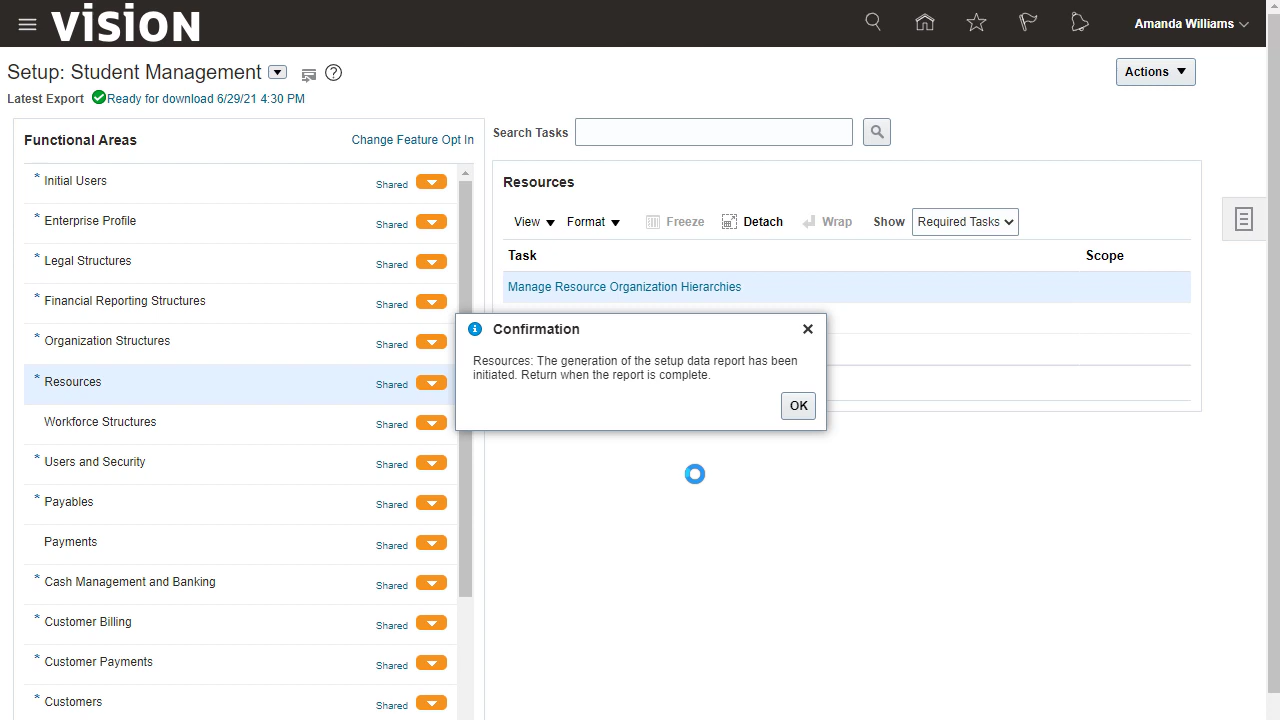 vision
Amanda Williams
Setup: Student Management
Actions
Latest Export Ready for download 6/29/21 4:30 PM
Functional Areas Change Feature Opt In
* Initial Users Shared
* Enterprise Profile Shared
* Legal Structures Shared
* Financial Reporting Structures Shared
* Organization Structures Shared
* Resources Shared
Workforce Structures Shared
* Users and Security Shared
* Payables Shared
Payments Shared
* Cash Management and Banking Shared
* Customer Billing Shared
* Customer Payments Shared
* Customers Shared
Search Tasks
Resources
View Format Freeze Detach Wrap Show Required Tasks
Task Scope
Manage Resource Organization Hierarchies
Confirmation
Resources: The generation of the setup data report has been
initiated. Return when the report is complete.
OK